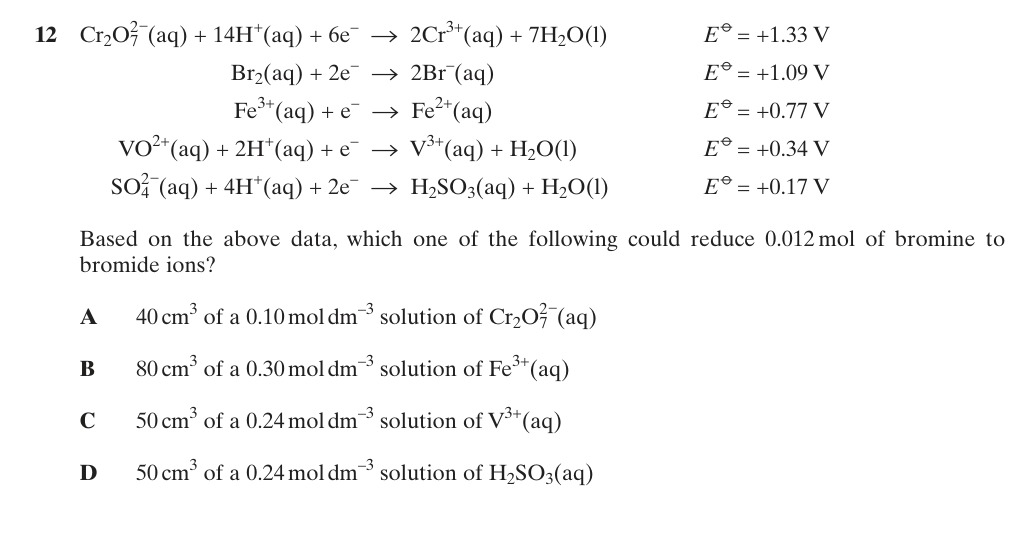 12 Cr₂O₇²⁻(aq) + 14H⁺(aq) + 6e⁻ → 2Cr³⁺(aq) + 7H₂O(l) E⦵ = +1.33 V
Br₂(aq) + 2e⁻ → 2Br⁻(aq) E⦵ = +1.09 V
Fe³⁺(aq) + e⁻ → Fe²⁺(aq) E⦵ = +0.77 V
VO²⁺(aq) + 2H⁺(aq) + e⁻ → V³⁺(aq) + H₂O(l) E⦵ = +0.34 V
SO₄²⁻(aq) + 4H⁺(aq) + 2e⁻ → H₂SO₃(aq) + H₂O(l) E⦵ = +0.17 V
Based on the above data, which one of the following could reduce 0.012 mol of bromine to
bromide ions?
A 40 cm³ of a 0.10 mol dm⁻³ solution of Cr₂O₇²⁻(aq)
B 80 cm³ of a 0.30 mol dm⁻³ solution of Fe³⁺(aq)
C 50 cm³ of a 0.24 mol dm⁻³ solution of V³⁺(aq)
D 50 cm³ of a 0.24 mol dm⁻³ solution of H₂SO₃(aq)